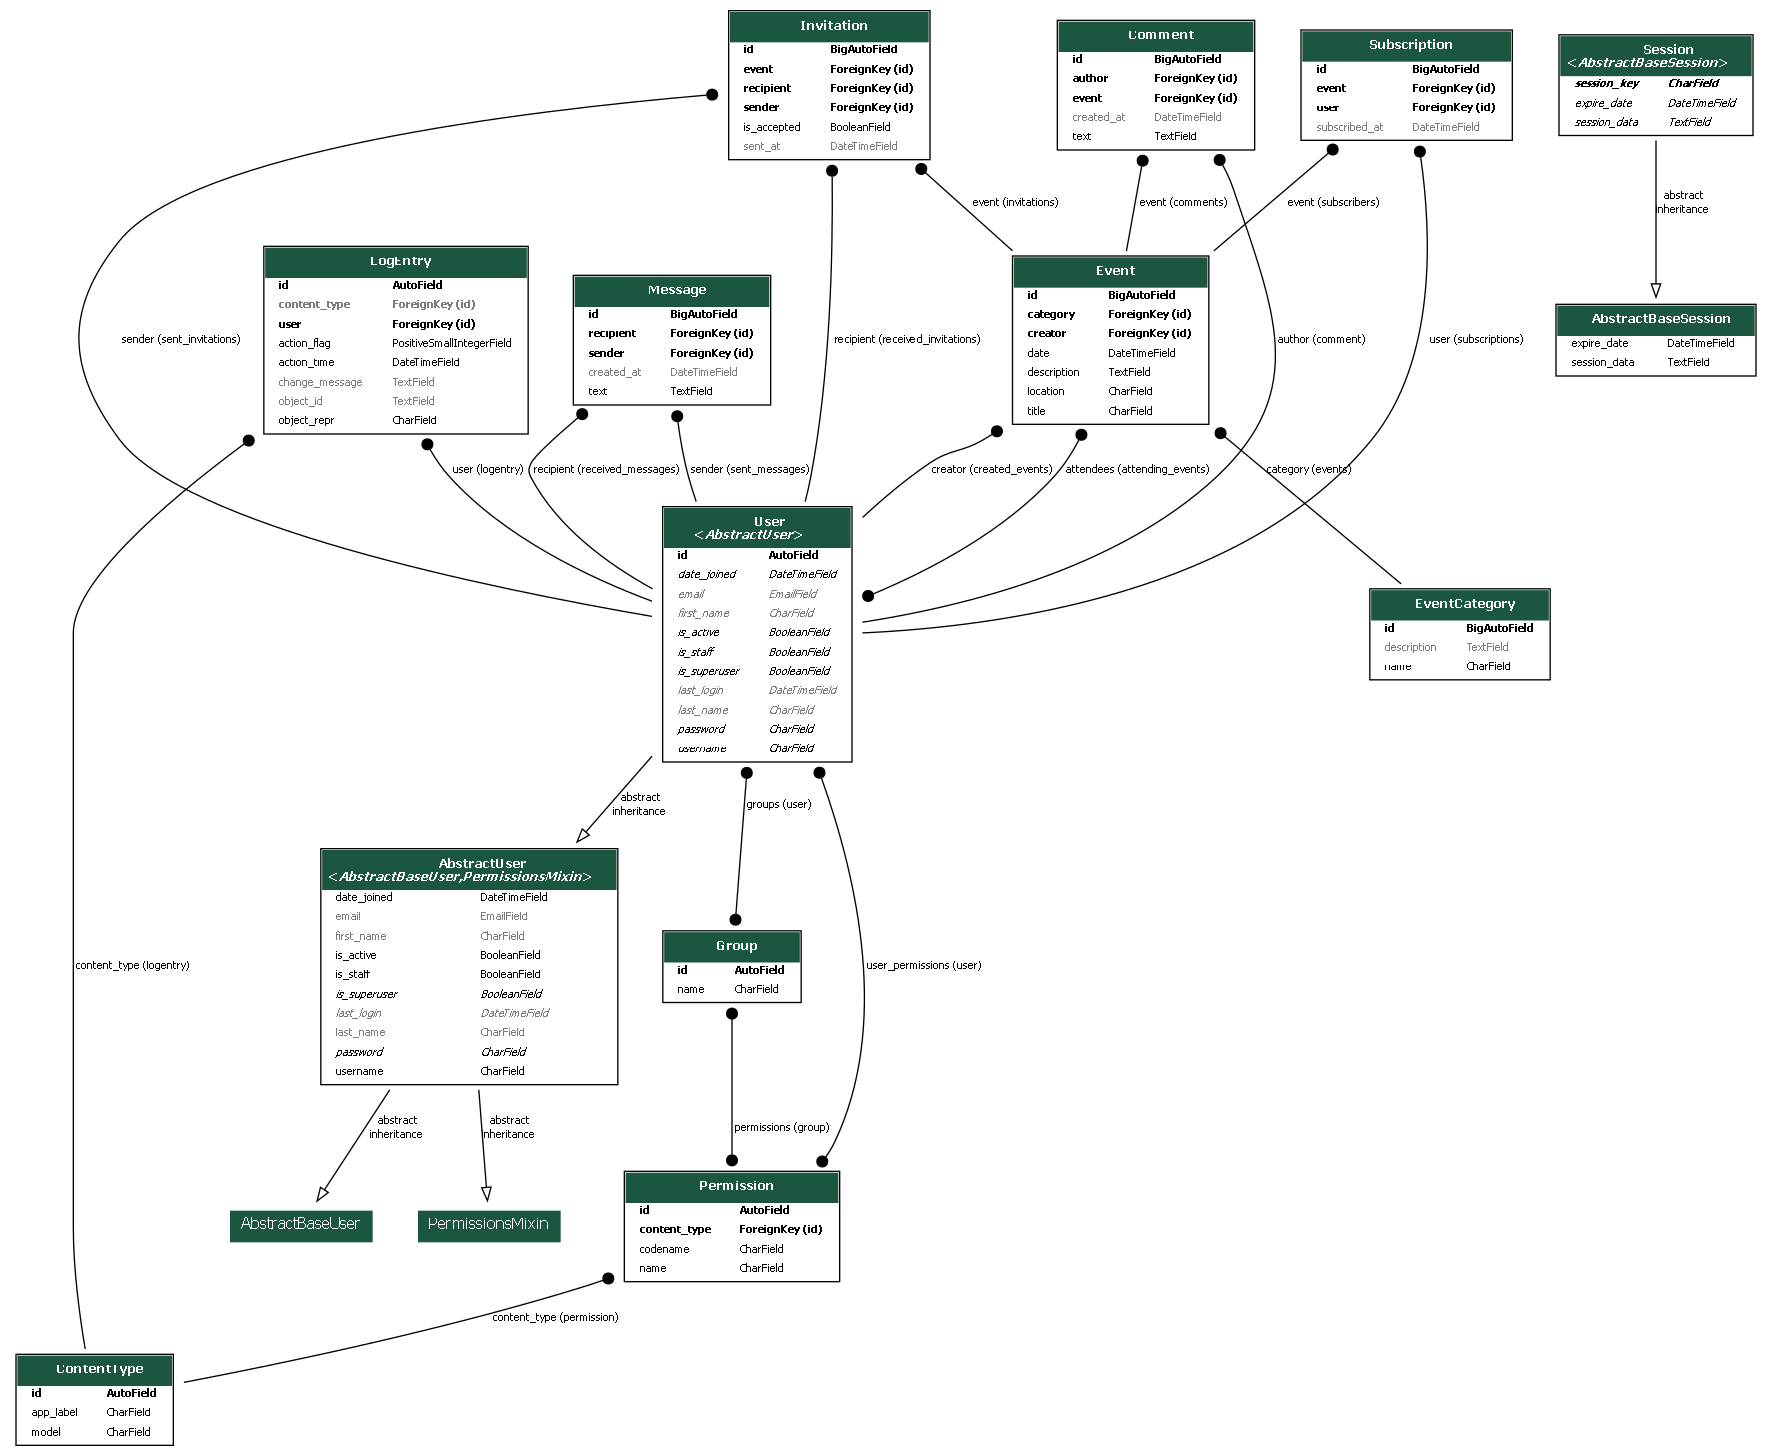 Invitation
id BigAutoField
event ForeignKey (id)
recipient ForeignKey (id)
sender ForeignKey (id)
is_accepted BooleanField
sent_at DateTimeField
Comment
id BigAutoField
author ForeignKey (id)
event ForeignKey (id)
created_at DateTimeField
text TextField
Subscription
id BigAutoField
event ForeignKey (id)
user ForeignKey (id)
subscribed_at DateTimeField
Session
<AbstractBaseSession>
session_key CharField
expire_date DateTimeField
session_data TextField
event (invitations)
event (comments)
event (subscribers)
abstract
inheritance
LogEntry
id AutoField
content_type ForeignKey (id)
user ForeignKey (id)
action_flag PositiveSmallIntegerField
action_time DateTimeField
change_message TextField
object_id TextField
object_repr CharField
Message
id BigAutoField
recipient ForeignKey (id)
sender ForeignKey (id)
created_at DateTimeField
text TextField
Event
id BigAutoField
category ForeignKey (id)
creator ForeignKey (id)
date DateTimeField
description TextField
location CharField
title CharField
AbstractBaseSession
expire_date DateTimeField
session_data TextField
sender (sent_invitations)
recipient (received_invitations)
author (comment)
user (subscriptions)
user (logentry)
recipient (received_messages)
sender (sent_messages)
creator (created_events)
attendees (attending_events)
category (events)
User
<AbstractUser>
id AutoField
date_joined DateTimeField
email EmailField
first_name CharField
is_active BooleanField
is_staff BooleanField
is_superuser BooleanField
last_login DateTimeField
last_name CharField
password CharField
username CharField
EventCategory
id BigAutoField
description TextField
name CharField
abstract
inheritance
groups (user)
AbstractUser
<AbstractBaseUser,PermissionsMixin>
date_joined DateTimeField
email EmailField
first_name CharField
is_active BooleanField
is_staff BooleanField
is_superuser BooleanField
last_login DateTimeField
last_name CharField
password CharField
username CharField
Group
id AutoField
name CharField
content_type (logentry)
user_permissions (user)
abstract
inheritance
abstract
inheritance
permissions (group)
AbstractBaseUser
PermissionsMixin
Permission
id AutoField
content_type ForeignKey (id)
codename CharField
name CharField
content_type (permission)
ContentType
id AutoField
app_label CharField
model CharField